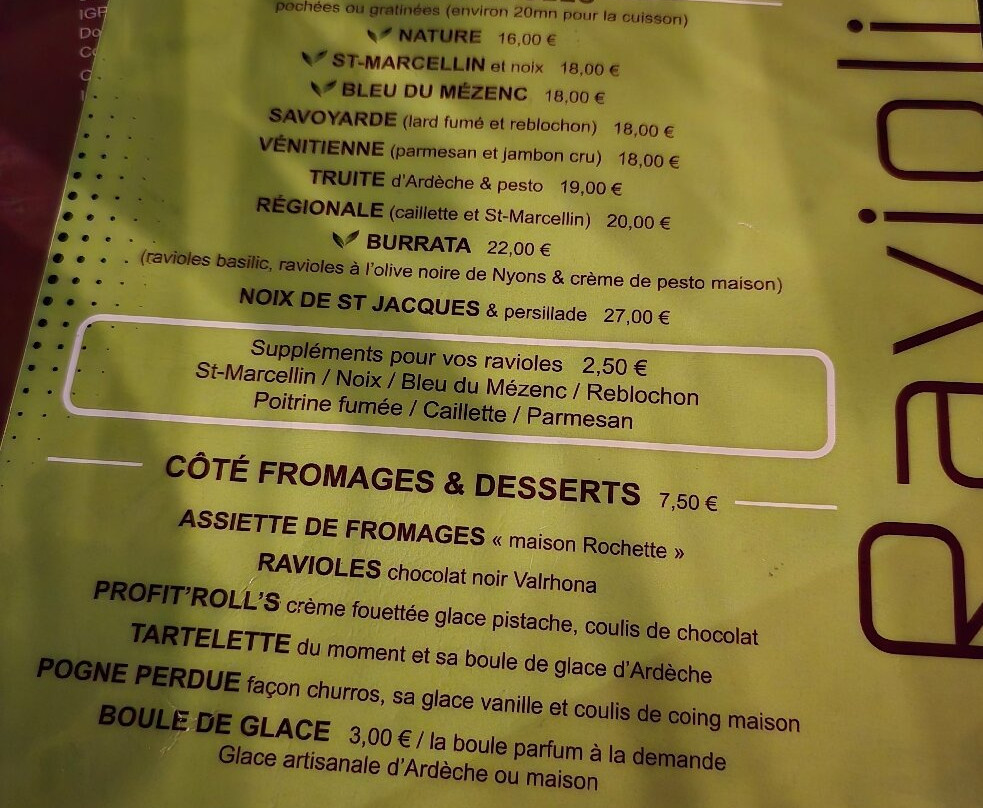 IGP
pochées ou gratinées (environ 20mn pour la cuisson)
NATURE 16,00 €
ST-MARCELLIN et noix 18,00 €
BLEU DU MÉZENC 18,00 €
SAVOYARDE (lard fumé et reblochon) 18,00 €
VÉNITIENNE (parmesan et jambon cru) 18,00 €
TRUITE d'Ardèche & pesto 19,00 €
RÉGIONALE (caillette et St-Marcellin) 20,00 €
BURRATA 22,00 €
(ravioles basilic, ravioles à l'olive noire de Nyons & crème de pesto maison)
NOIX DE ST JACQUES & persillade 27,00 €
Suppléments pour vos ravioles 2,50 €
St-Marcellin / Noix / Bleu du Mézenc / Reblochon
Poitrine fumée / Caillette / Parmesan
CÔTÉ FROMAGES & DESSERTS 7,50 €
ASSIETTE DE FROMAGES « maison Rochette »
RAVIOLES chocolat noir Valrhona
PROFIT'ROLL'S crème fouettée glace pistache, coulis de chocolat
TARTELETTE du moment et sa boule de glace d'Ardèche
POGNE PERDUE façon churros, sa glace vanille et coulis de coing maison
BOULE DE GLACE 3,00 € / la boule parfum à la demande
Glace artisanale d'Ardèche ou maison
Ravioli